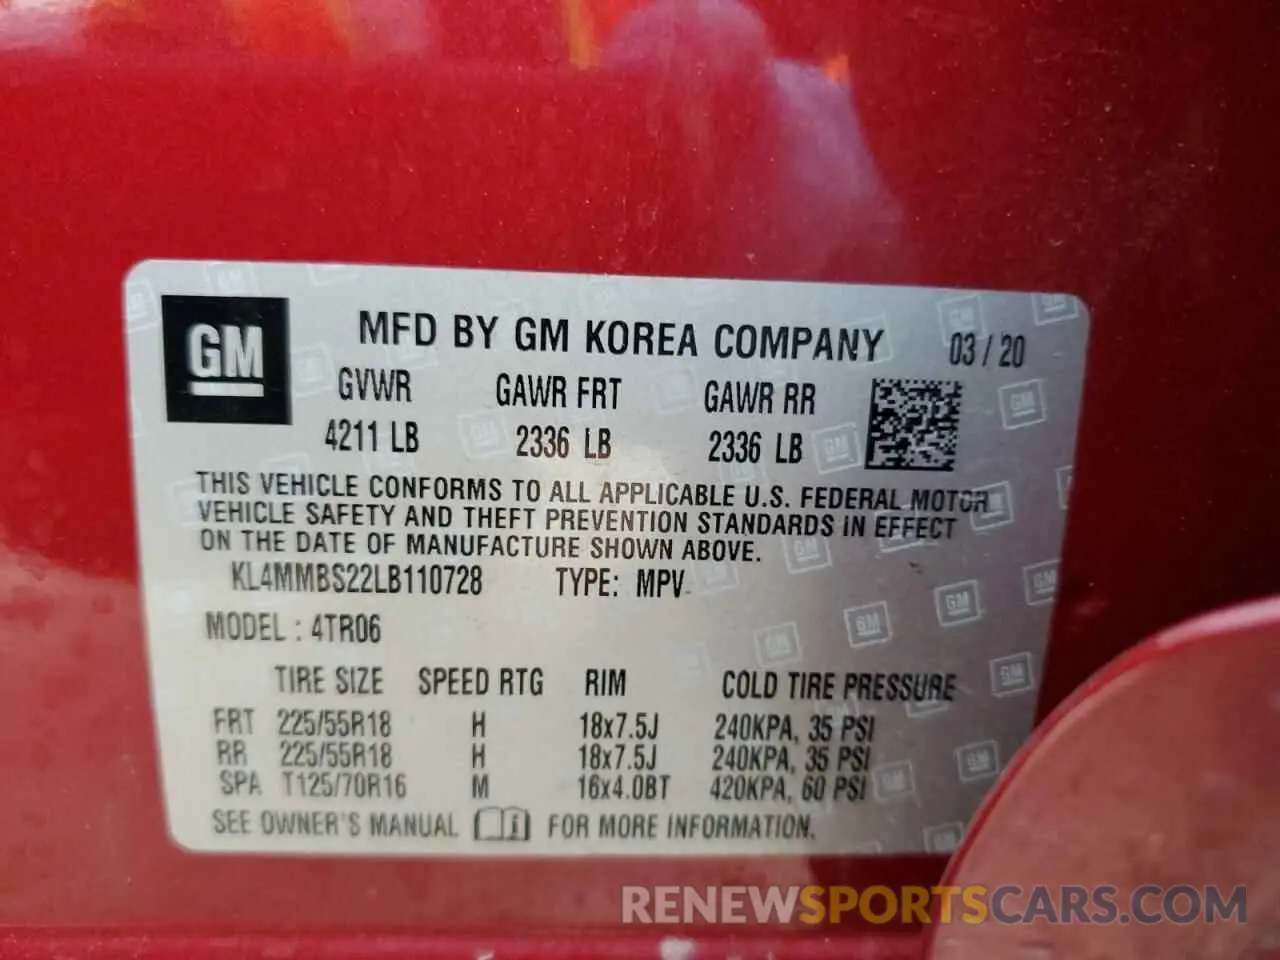 GM
MFD BY GM KOREA COMPANY 03 / 20
GVWR GAWR FRT GAWR RR
4211 LB 2336 LB 2336 LB
THIS VEHICLE CONFORMS TO ALL APPLICABLE U.S. FEDERAL MOTOR
VEHICLE SAFETY AND THEFT PREVENTION STANDARDS IN EFFECT
ON THE DATE OF MANUFACTURE SHOWN ABOVE.
KL4MMBS22LB110728 TYPE: MPV
MODEL : 4TR06
TIRE SIZE SPEED RTG RIM COLD TIRE PRESSURE
FRT 225/55R18 H 18x7.5J 240KPA, 35 PSI
RR 225/55R18 H 18x7.5J 240KPA, 35 PSI
SPA T125/70R16 M 16x4.0BT 420KPA, 60 PSI
SEE OWNER'S MANUAL FOR MORE INFORMATION.
RENEWSPORTSCARS.COM